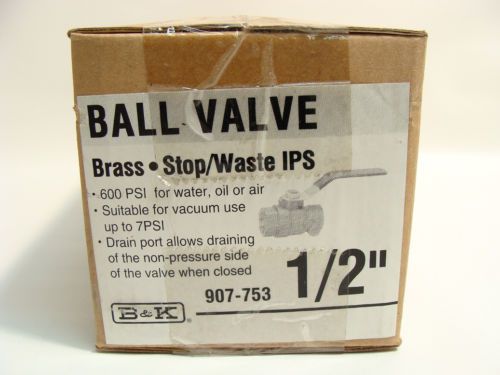 BALL VALVE
Brass • Stop/Waste IPS
• 600 PSI for water, oil or air
• Suitable for vacuum use
up to 7PSI
• Drain port allows draining
of the non-pressure side
of the valve when closed
1/2"
B&K ®
907-753